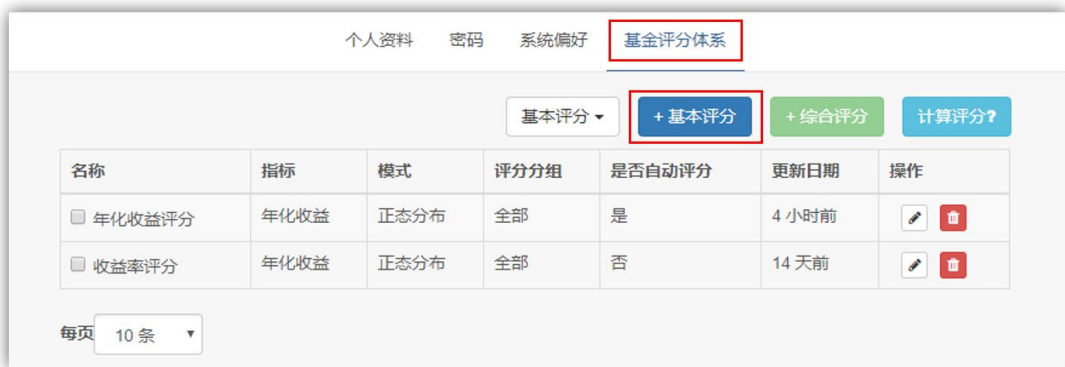 个人资料 密码 系统偏好 基金评分体系
基本评分 + 基本评分 + 综合评分 计算评分?
名称 指标 模式 评分分组 是否自动评分 更新日期 操作
年化收益评分 年化收益 正态分布 全部 是 4 小时前
收益率评分 年化收益 正态分布 全部 否 14 天前
每页 10 条